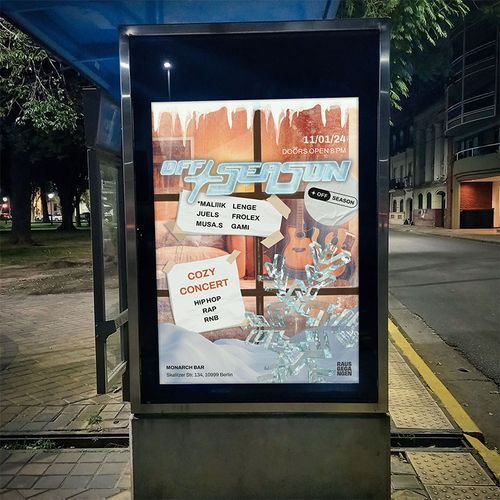 11/01/24
DOORS OPEN 8 PM
OFF SEASON
*MALIIIK LENGE
JUELS FROLEX
MUSA.S GAMI
OFF SEASON
COZY
CONCERT
HIPHOP
RAP
RNB
MONARCH BAR
Skalitzer Str. 134, 10999 Berlin
RAUS
GEGA
NGEN